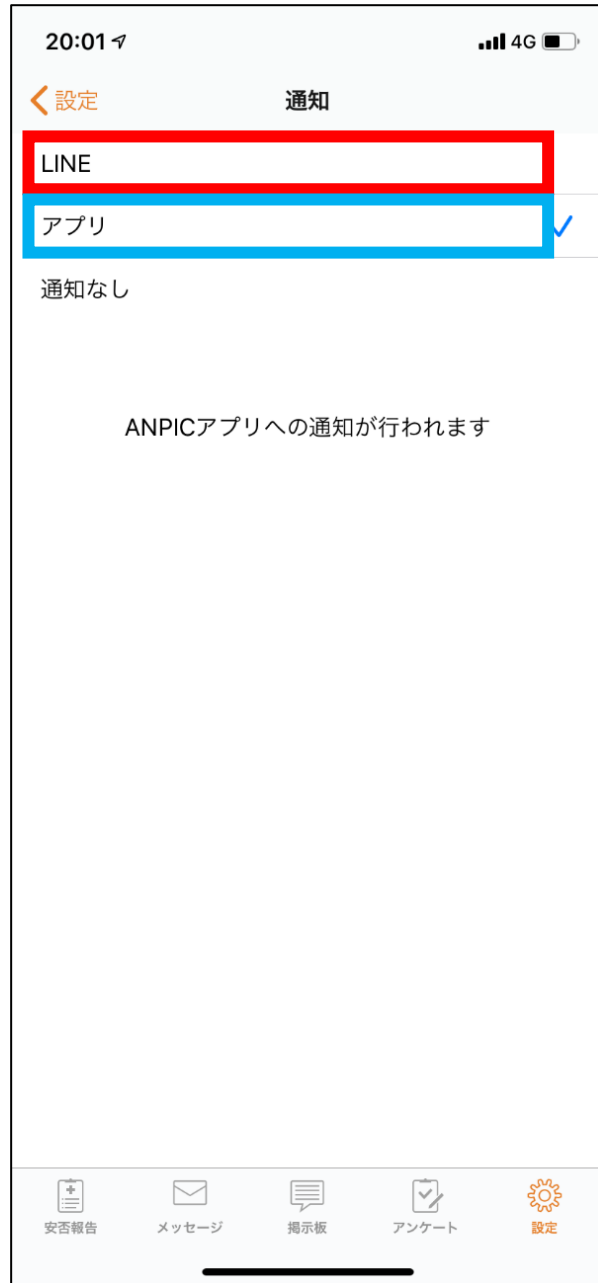 20:01 4G
設定 通知
LINE
アプリ
通知なし
ANPICアプリへの通知が行われます
安否報告 メッセージ 掲示板 アンケート 設定